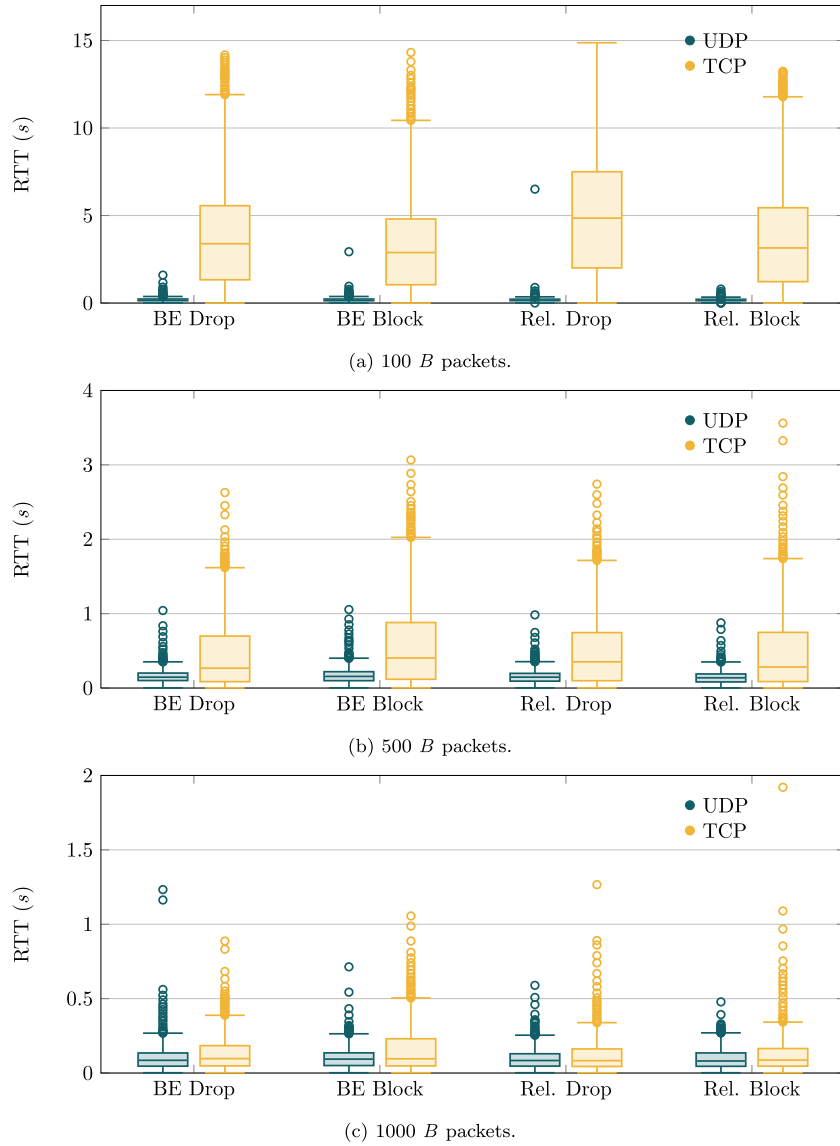 15
10
5
0
RTT (s)
UDP
TCP
BE Drop
BE Block
Rel. Drop
Rel. Block
(a) 100 B packets.
4
3
2
1
0
RTT (s)
UDP
TCP
BE Drop
BE Block
Rel. Drop
Rel. Block
(b) 500 B packets.
2
1.5
1
0.5
0
RTT (s)
UDP
TCP
BE Drop
BE Block
Rel. Drop
Rel. Block
(c) 1000 B packets.